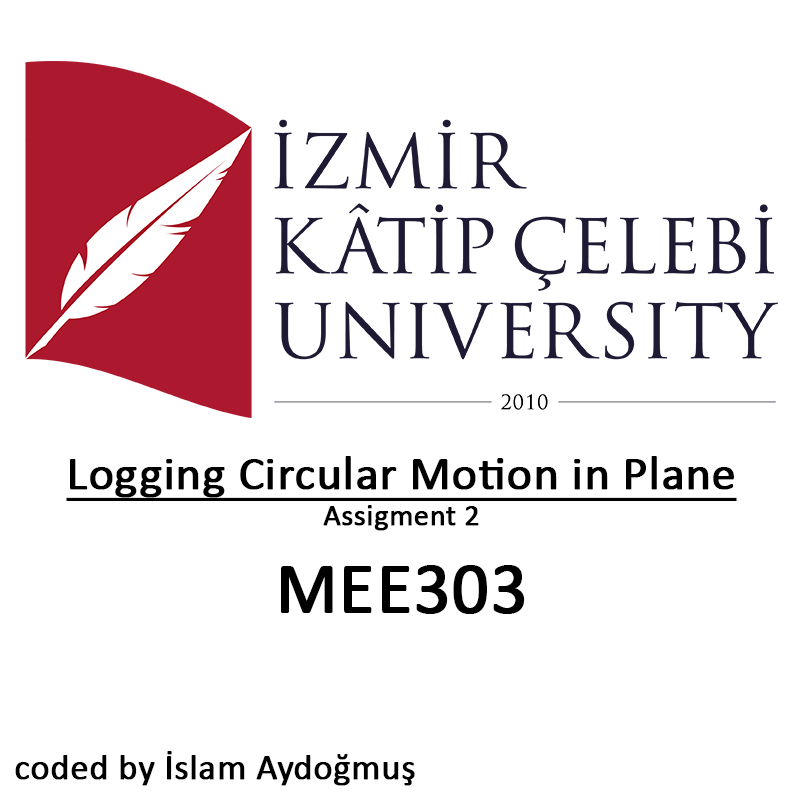 İZMİR
KÂTİP ÇELEBİ
UNIVERSITY
2010
Logging Circular Motion in Plane
Assigment 2
MEE303
coded by İslam Aydoğmuş